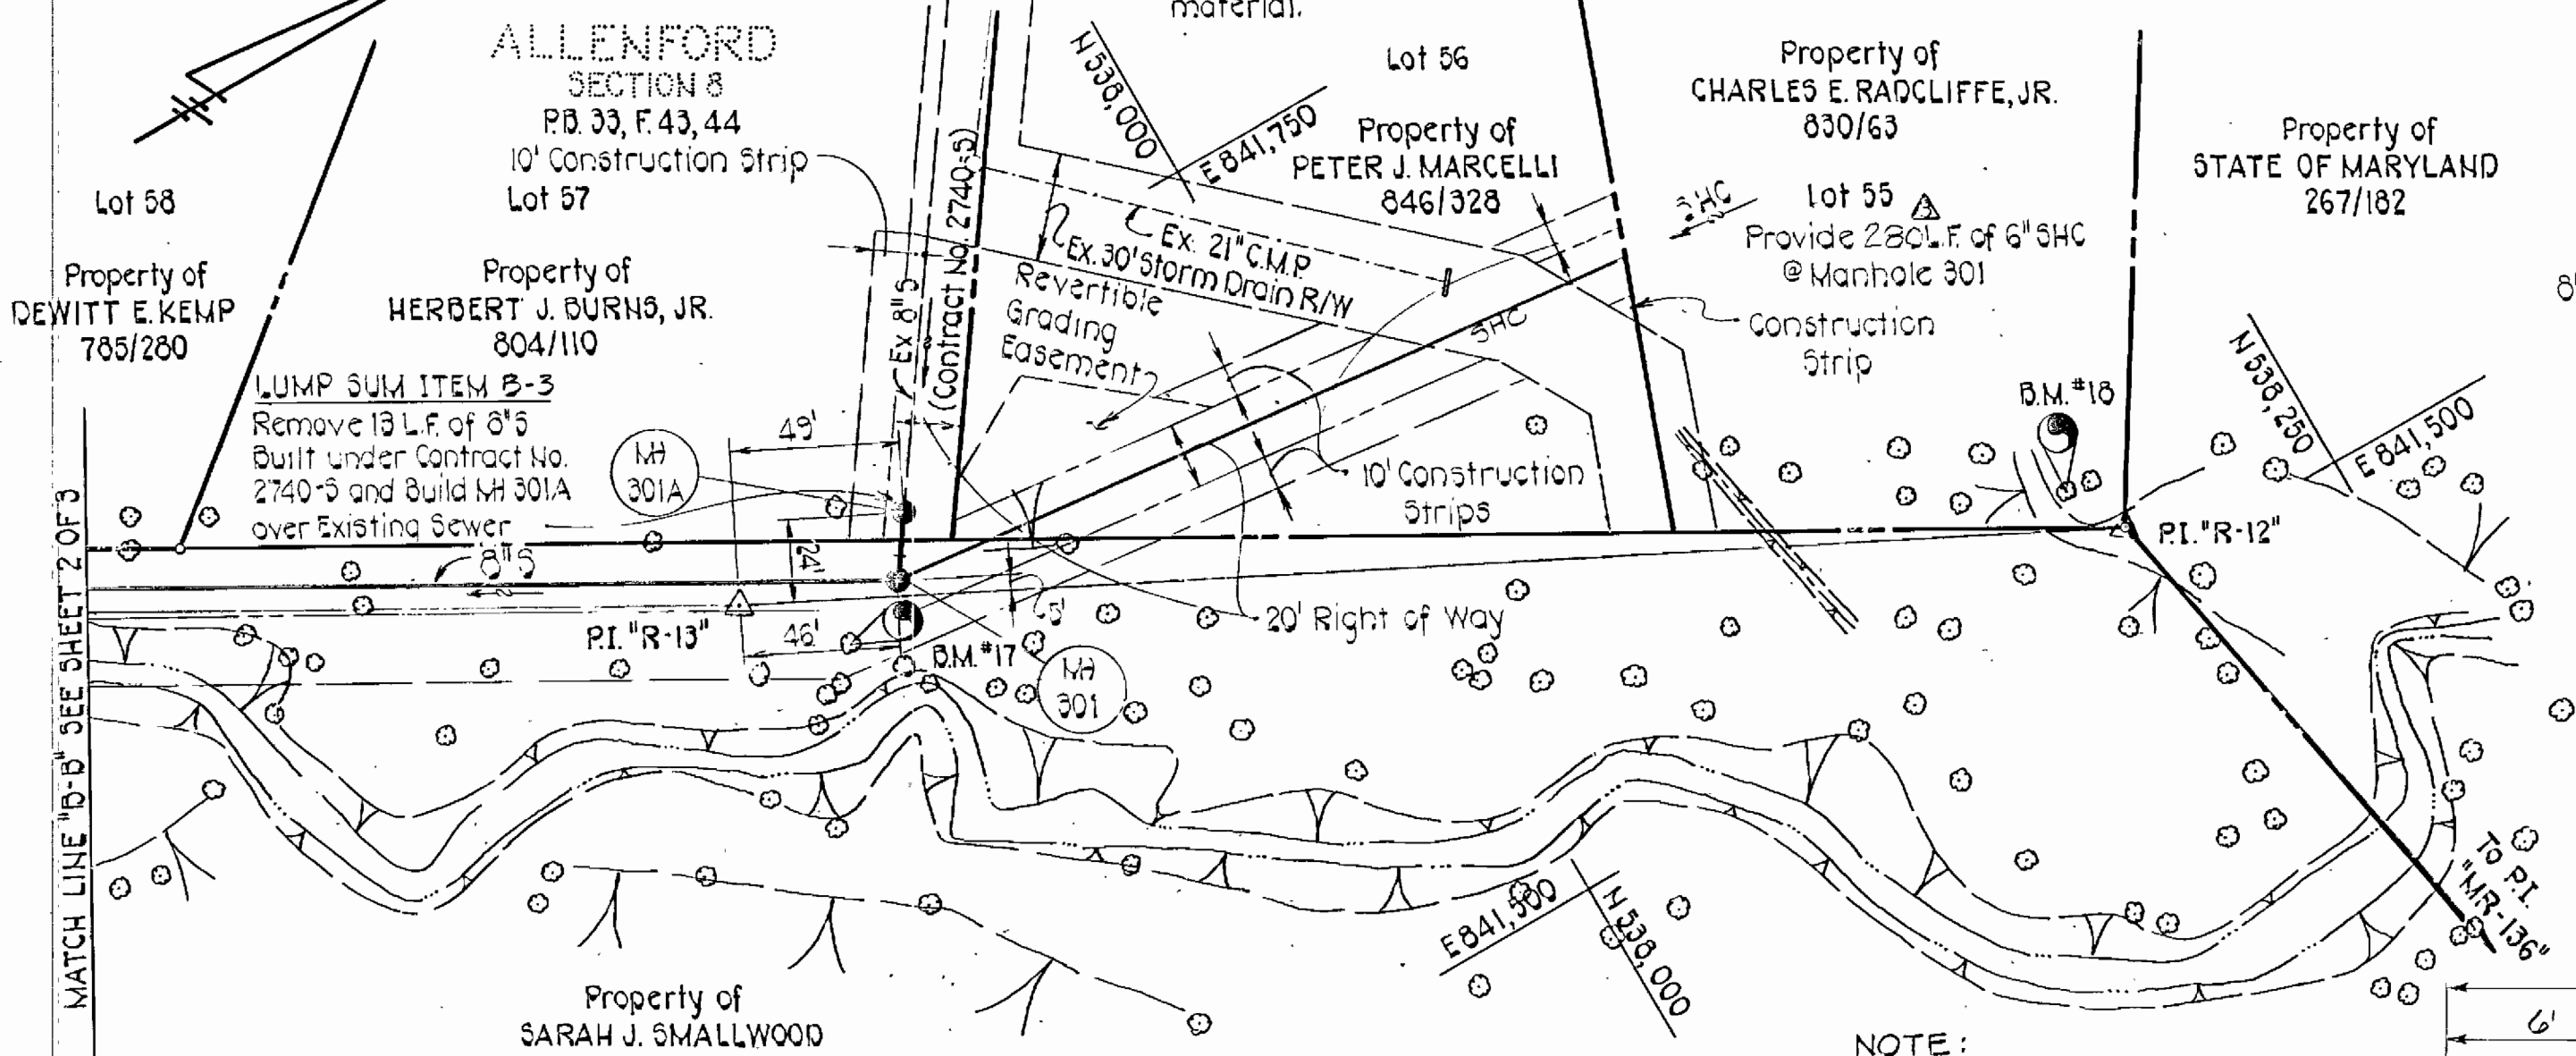 material.
ALLENFORD
SECTION 8
P.B. 33, F. 43, 44
10' Construction Strip
Lot 57
Lot 58
Property of
DEWITT E. KEMP
785/280
Property of
HERBERT J. BURNS, JR.
804/110
LUMP SUM ITEM B-3
Remove 13 L.F. of 8"S
Built under Contract No.
2740-S and Build MH 301A
over Existing Sewer
MH
301A
49'
24'
Ex 8"S
(Contract No. 2740-S)
N 538,000
E 841,750
Lot 56
Property of
PETER J. MARCELLI
846/328
Ex. 21" C.M.P.
Ex. 30' Storm Drain R/W
Revertible
Grading
Easement
SHC
Property of
CHARLES E. RADCLIFFE, JR.
830/63
SHC
Lot 55
3
Provide 280 L.F. of 6" SHC
@ Manhole 301
Construction
Strip
Property of
STATE OF MARYLAND
267/182
8'
N 538,250
E 841,500
B.M. #18
P.I. "R-12"
10' Construction
Strips
20' Right of Way
8"S
P.I. "R-13"
46'
5'
B.M. #17
MH
301
MATCH LINE "B-B" SEE SHEET 2 OF 3
E 841,500
N 538,000
To P.I.
"MR-136"
Property of
SARAH J. SMALLWOOD
NOTE:
6'